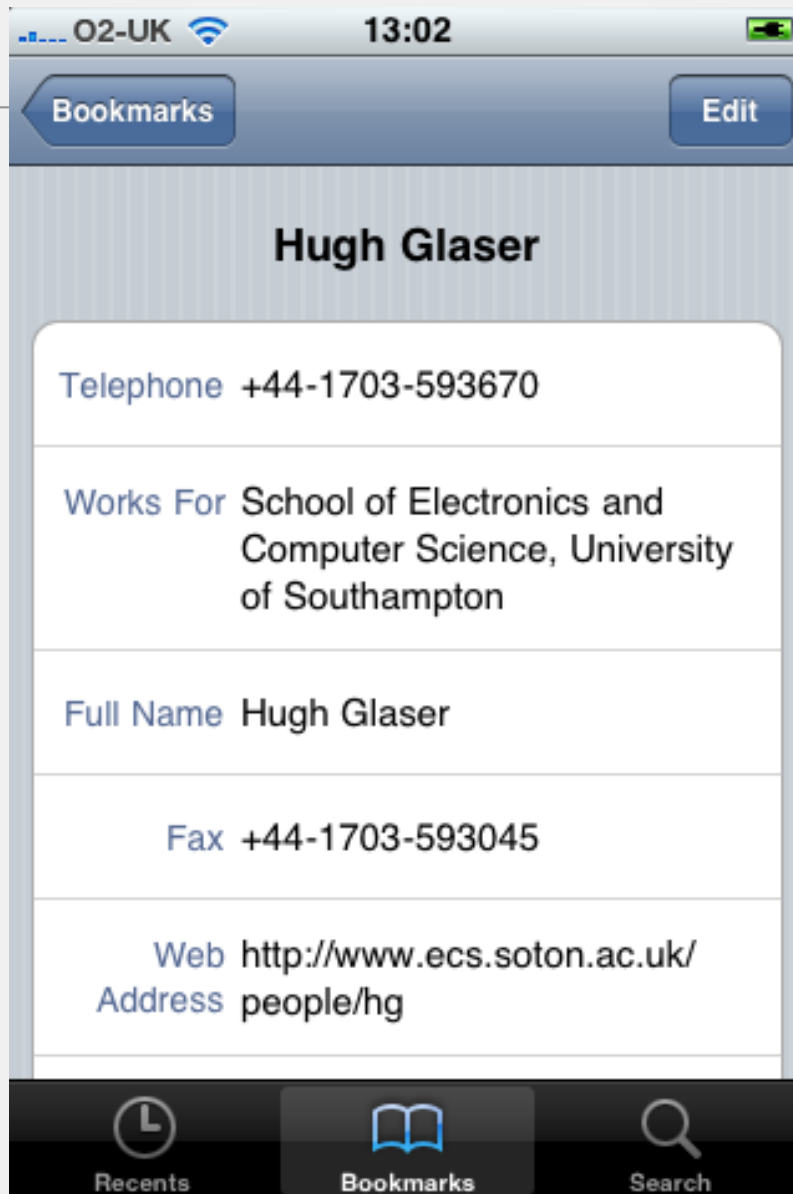 O2-UK 13:02
Bookmarks Edit
Hugh Glaser
Telephone +44-1703-593670
Works For School of Electronics and
Computer Science, University
of Southampton
Full Name Hugh Glaser
Fax +44-1703-593045
Web http://www.ecs.soton.ac.uk/
Address people/hg
Recents Bookmarks Search